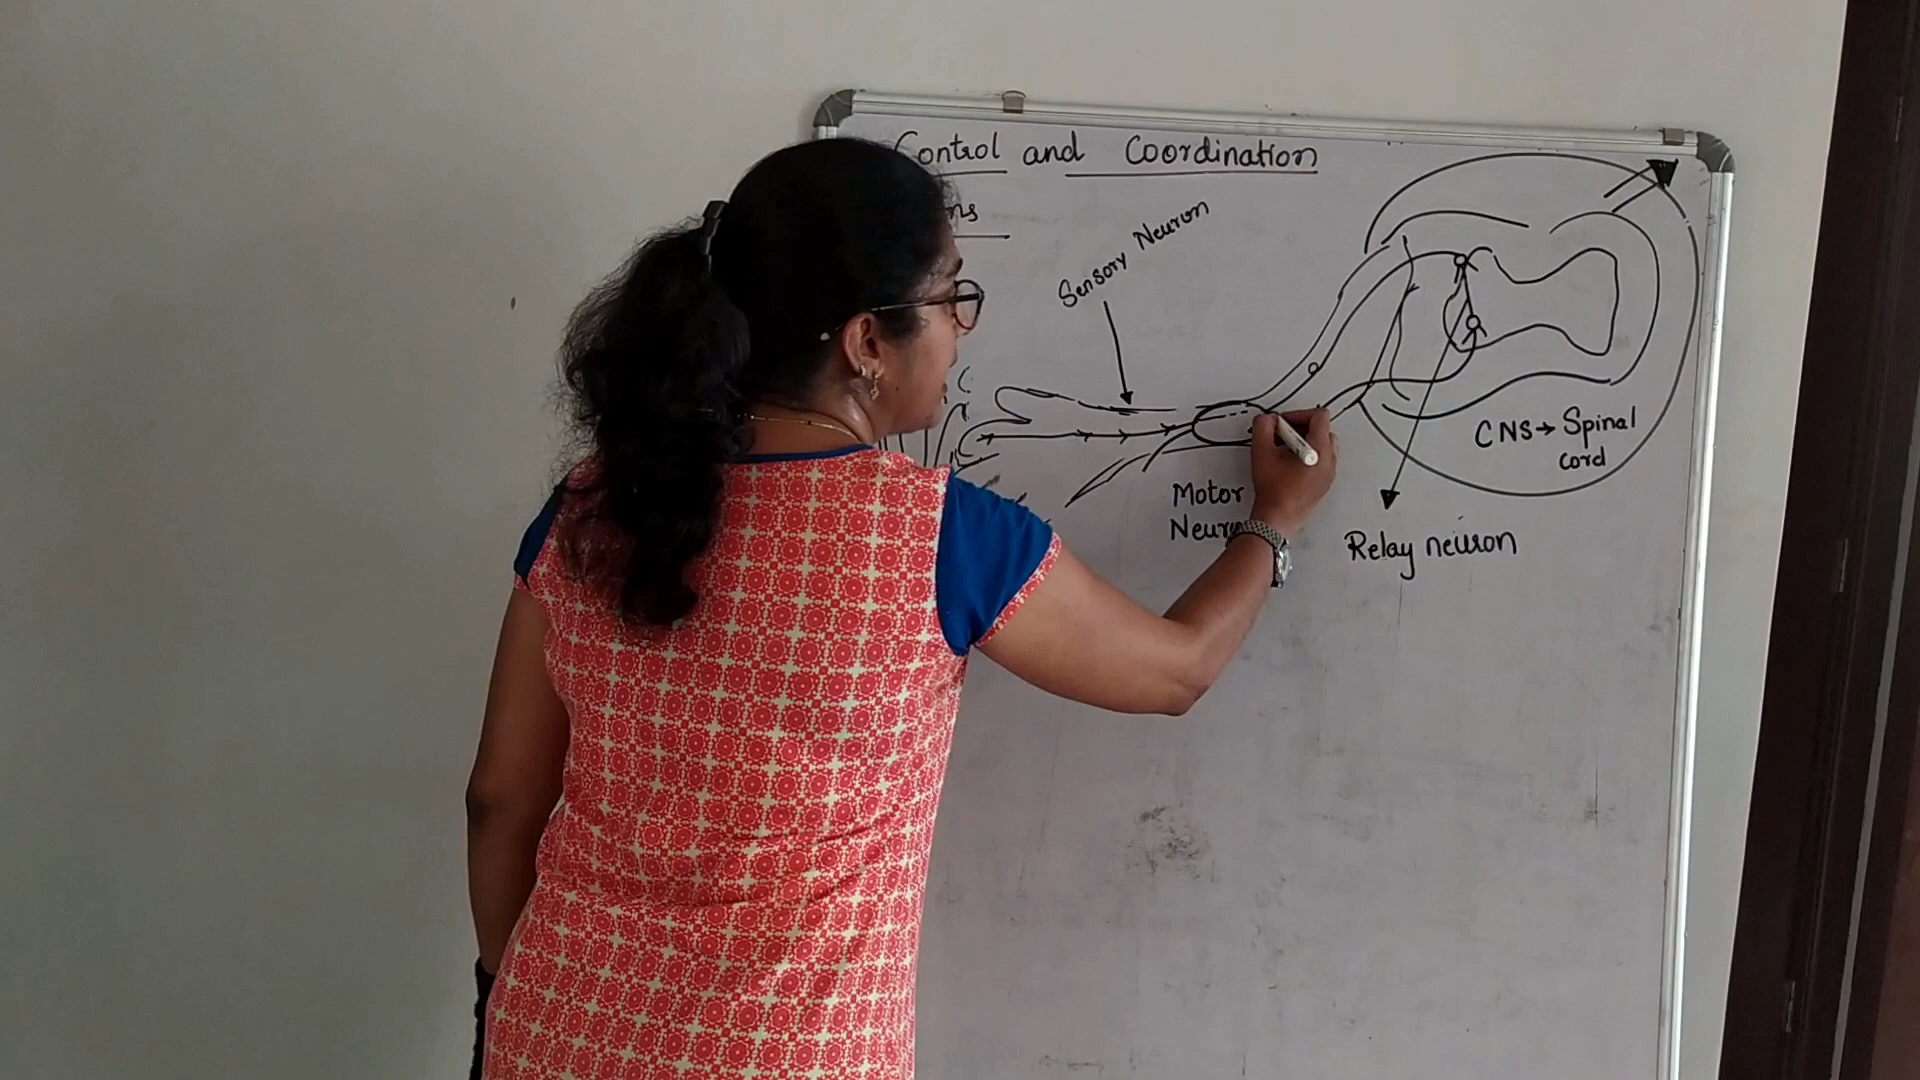 Control and Coordination
Sensory Neuron
CNS→ Spinal
cord
Motor
Relay neuron